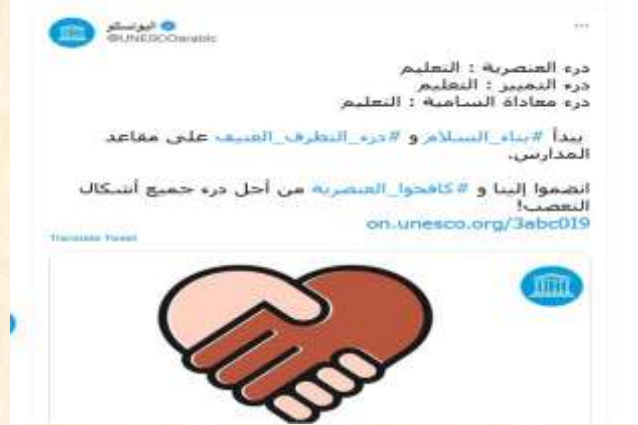 اليونسكو
@UNESCOarabic
درء العنصرية : التعليم
درء التمييز : التعليم
درء معاداة السامية : التعليم
يبدأ #بناء_السلام و #درء_التطرف_العنيف على مقاعد
المدارس.
انضموا إلينا و #كافحوا_العنصرية من أجل درء جميع أشكال
التعصب!
on.unesco.org/3abc019
Translate Tweet